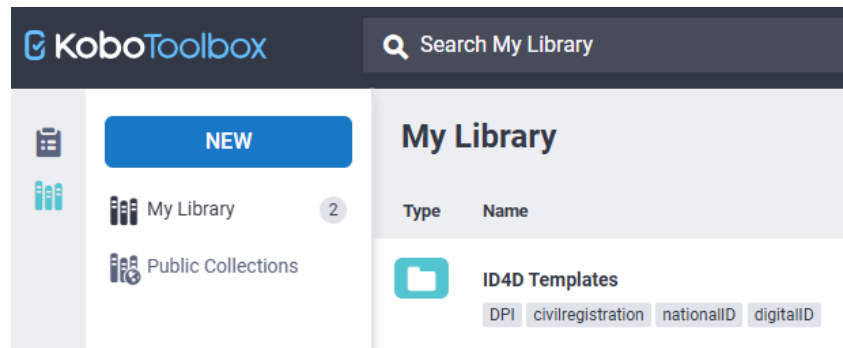 KoboToolbox
Search My Library
NEW
My Library 2
Public Collections
My Library
Type Name
ID4D Templates
DPI civilregistration nationalID digitalID